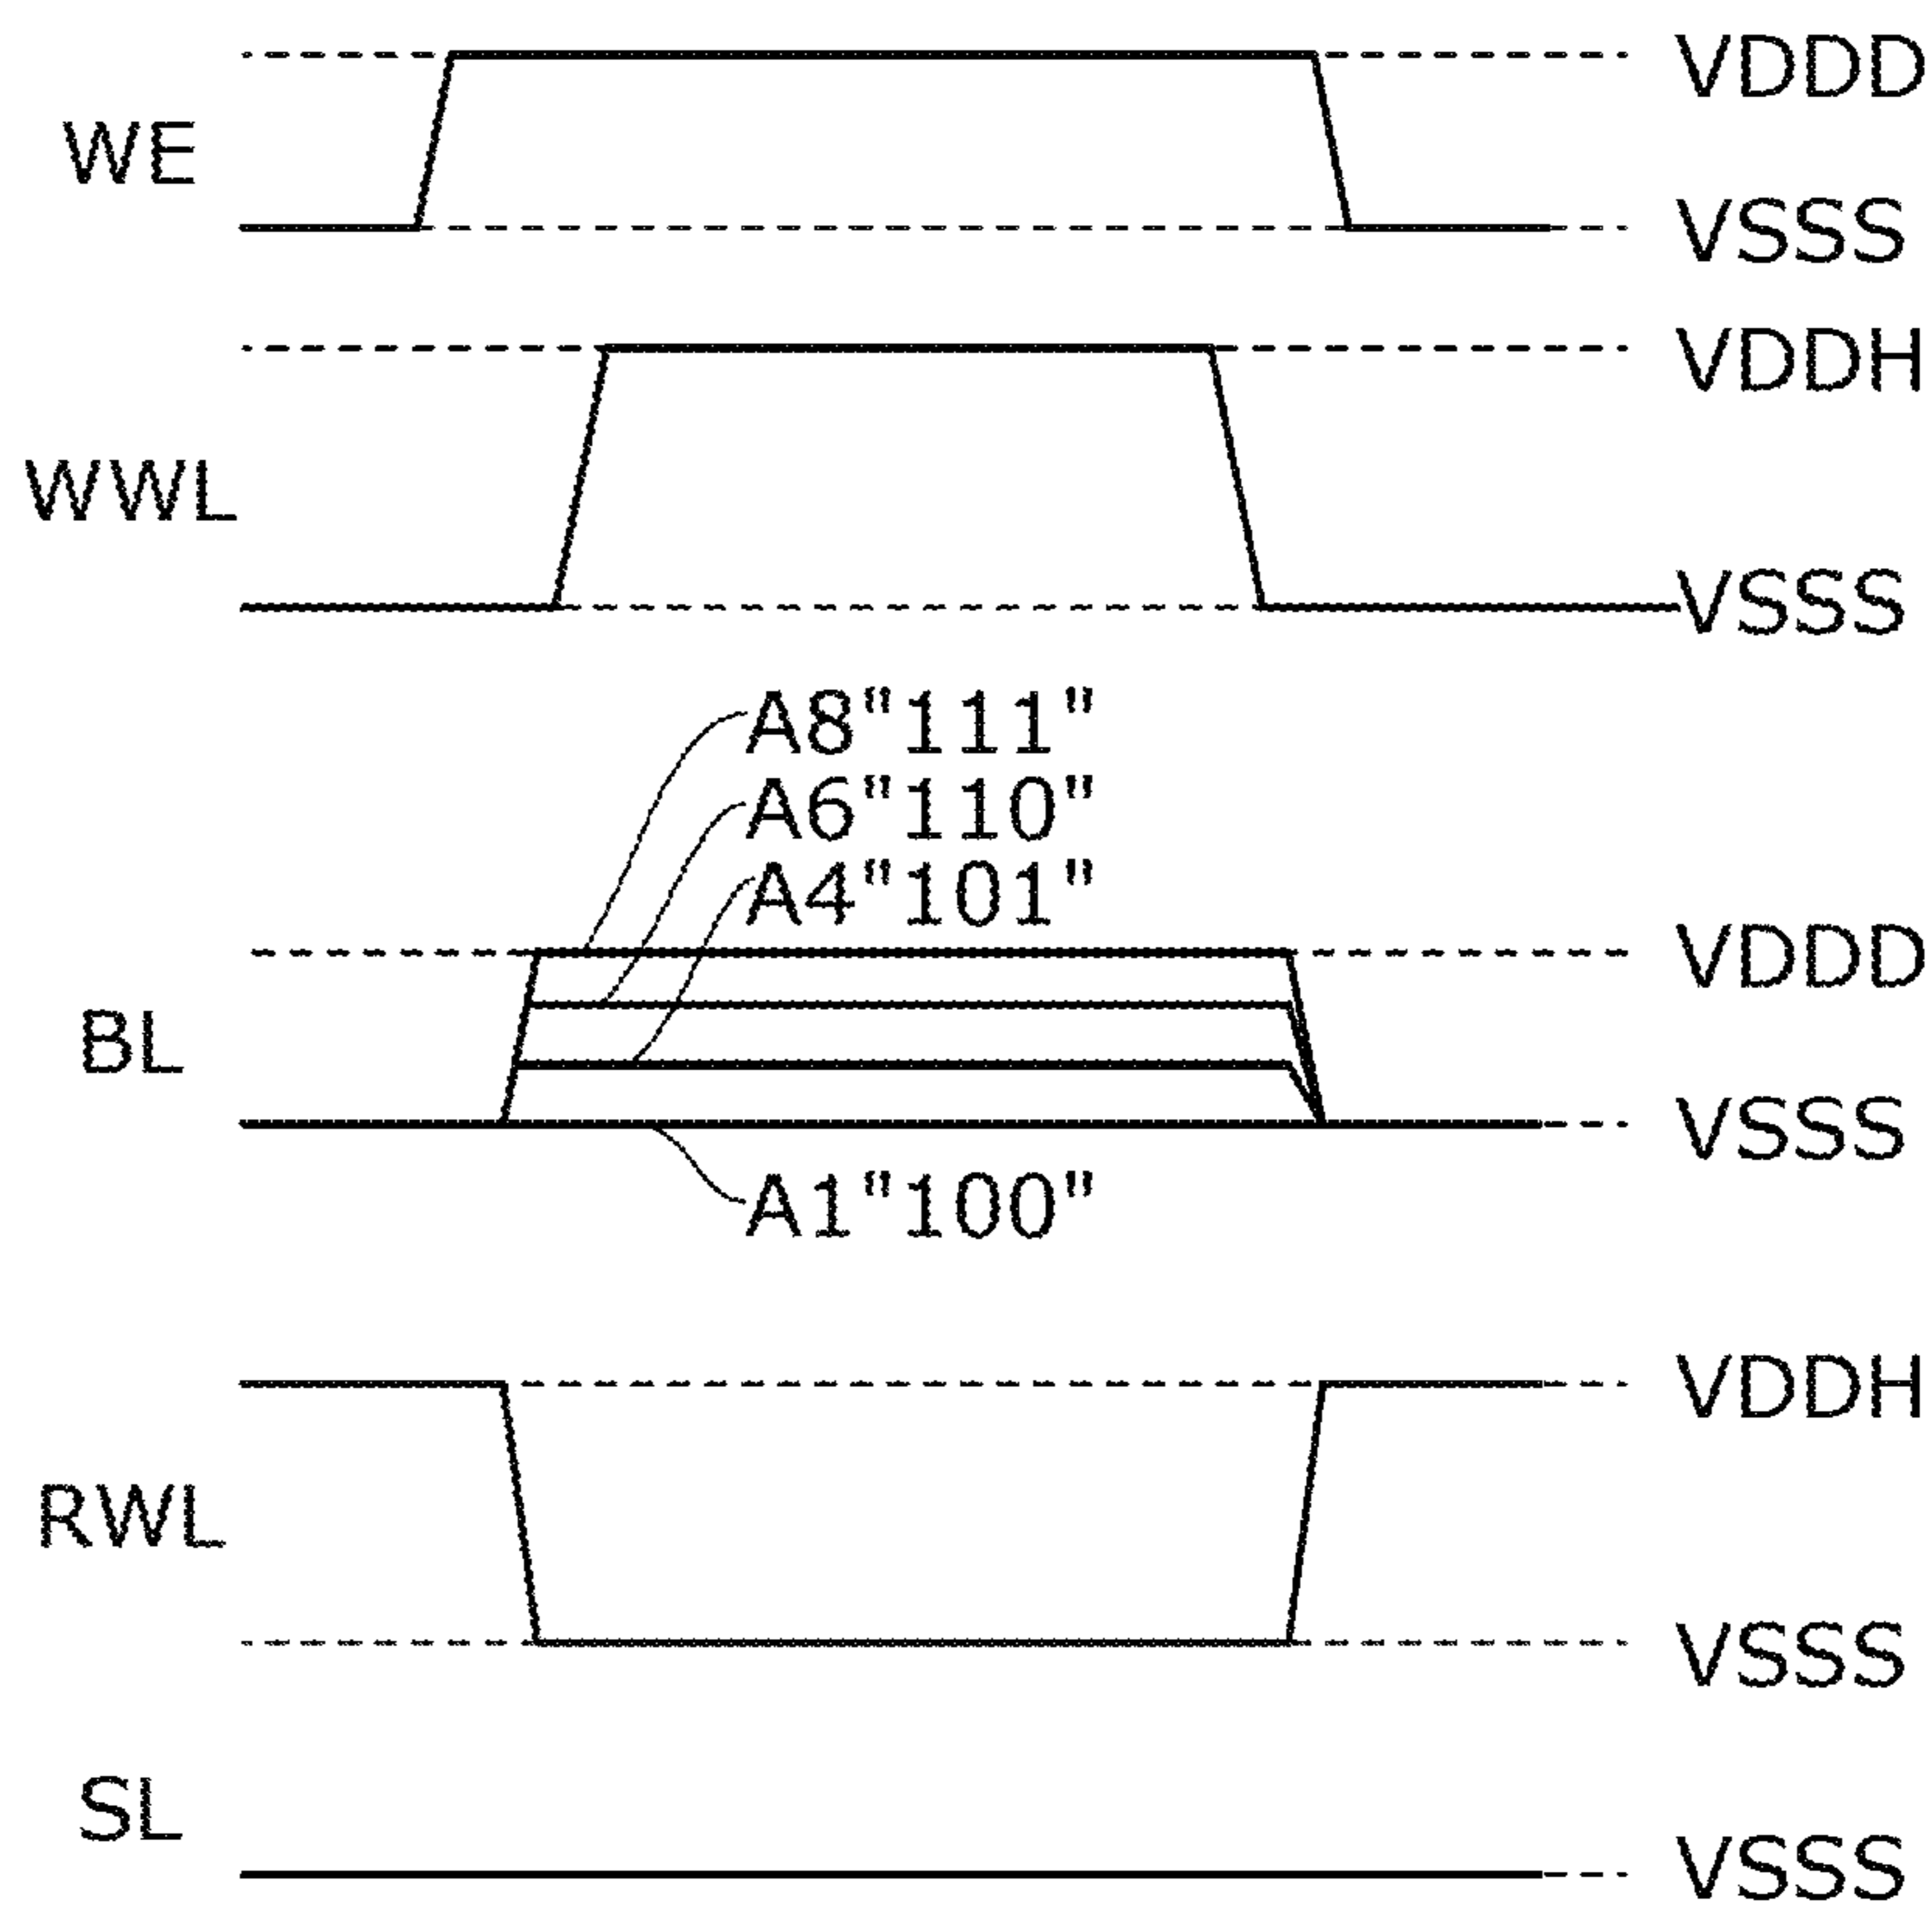 VDDD
WE
VSSS
VDDH
WWL
VSSS
A8"111"
A6"110"
A4"101"
VDDD
BL
VSSS
A1"100"
VDDH
RWL
VSSS
SL
VSSS